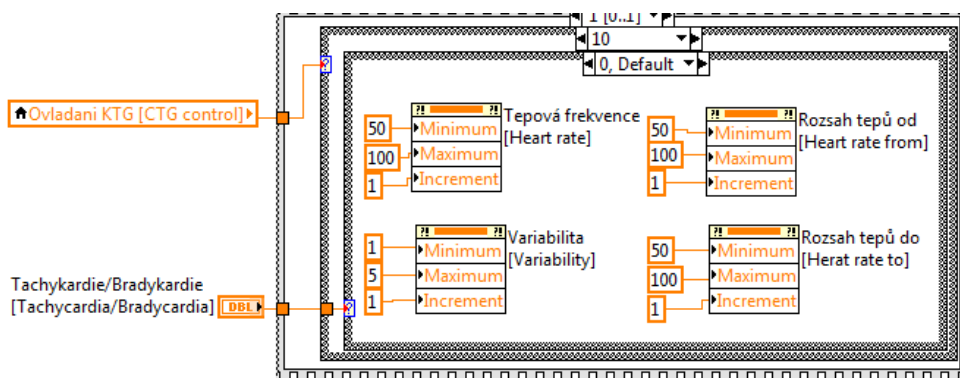 1 [0..1]
10
0, Default
Ovladani KTG [CTG control]
Tepová frekvence
[Heart rate]
50
Minimum
100
Maximum
1
Increment
Rozsah tepů od
[Heart rate from]
50
Minimum
100
Maximum
1
Increment
Variabilita
[Variability]
1
Minimum
5
Maximum
1
Increment
Rozsah tepů do
[Herat rate to]
50
Minimum
100
Maximum
1
Increment
Tachykardie/Bradykardie
[Tachycardia/Bradycardia]
DBL